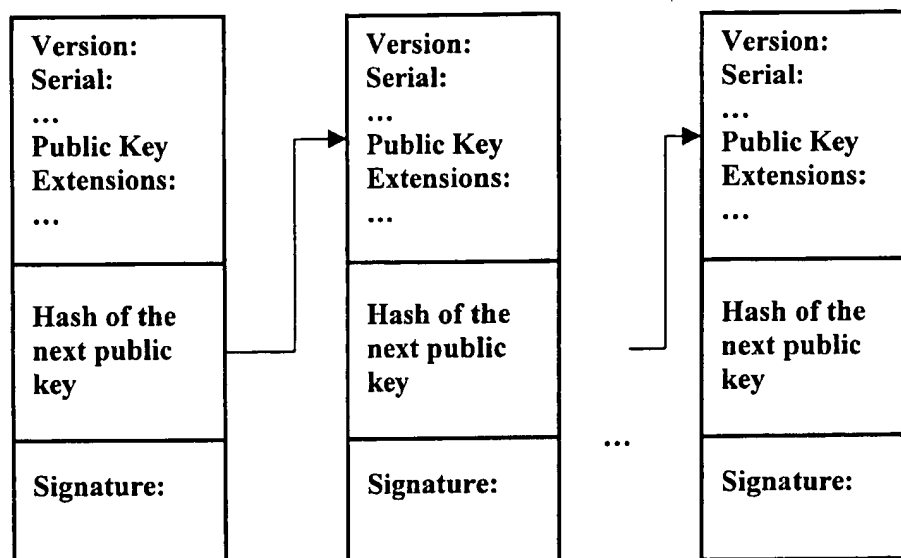 Version:
Serial:
...
Public Key
Extensions:
...
Hash of the
next public
key
Signature:
Version:
Serial:
...
Public Key
Extensions:
...
Hash of the
next public
key
Signature:
...
Version:
Serial:
...
Public Key
Extensions:
...
Hash of the
next public
key
Signature: